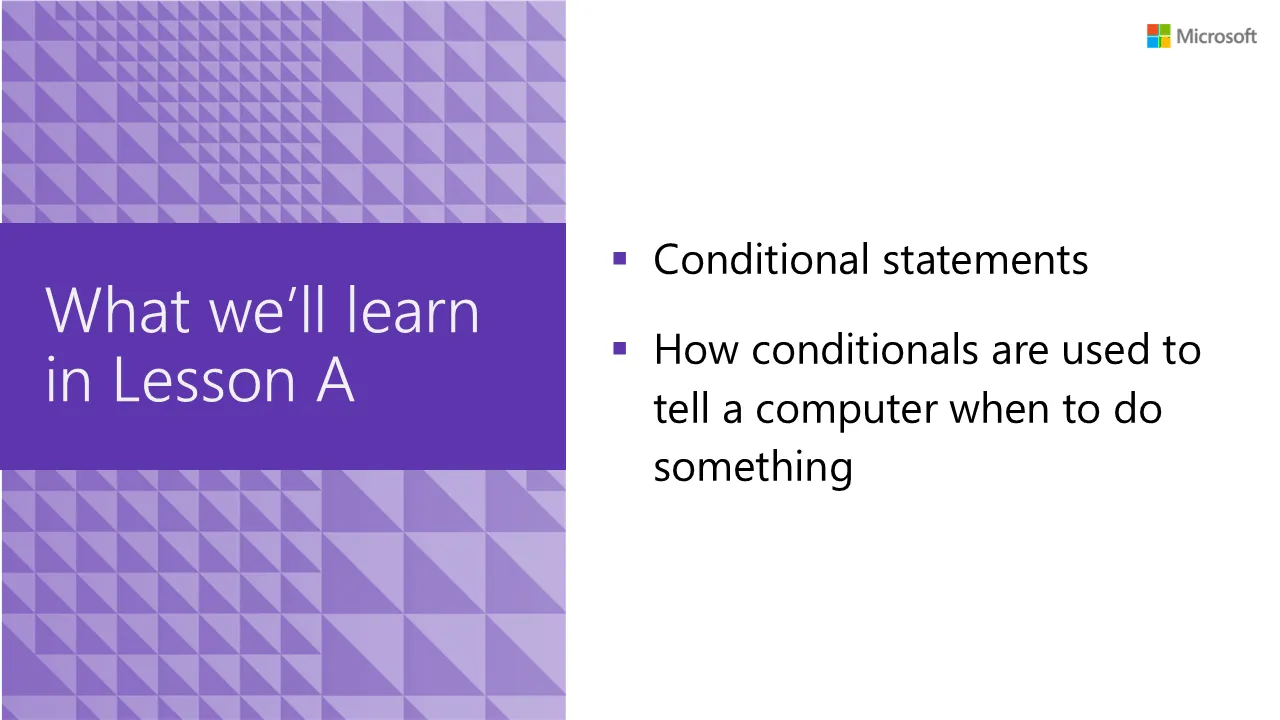 Microsoft
What we’ll learn
in Lesson A
Conditional statements
How conditionals are used to
tell a computer when to do
something